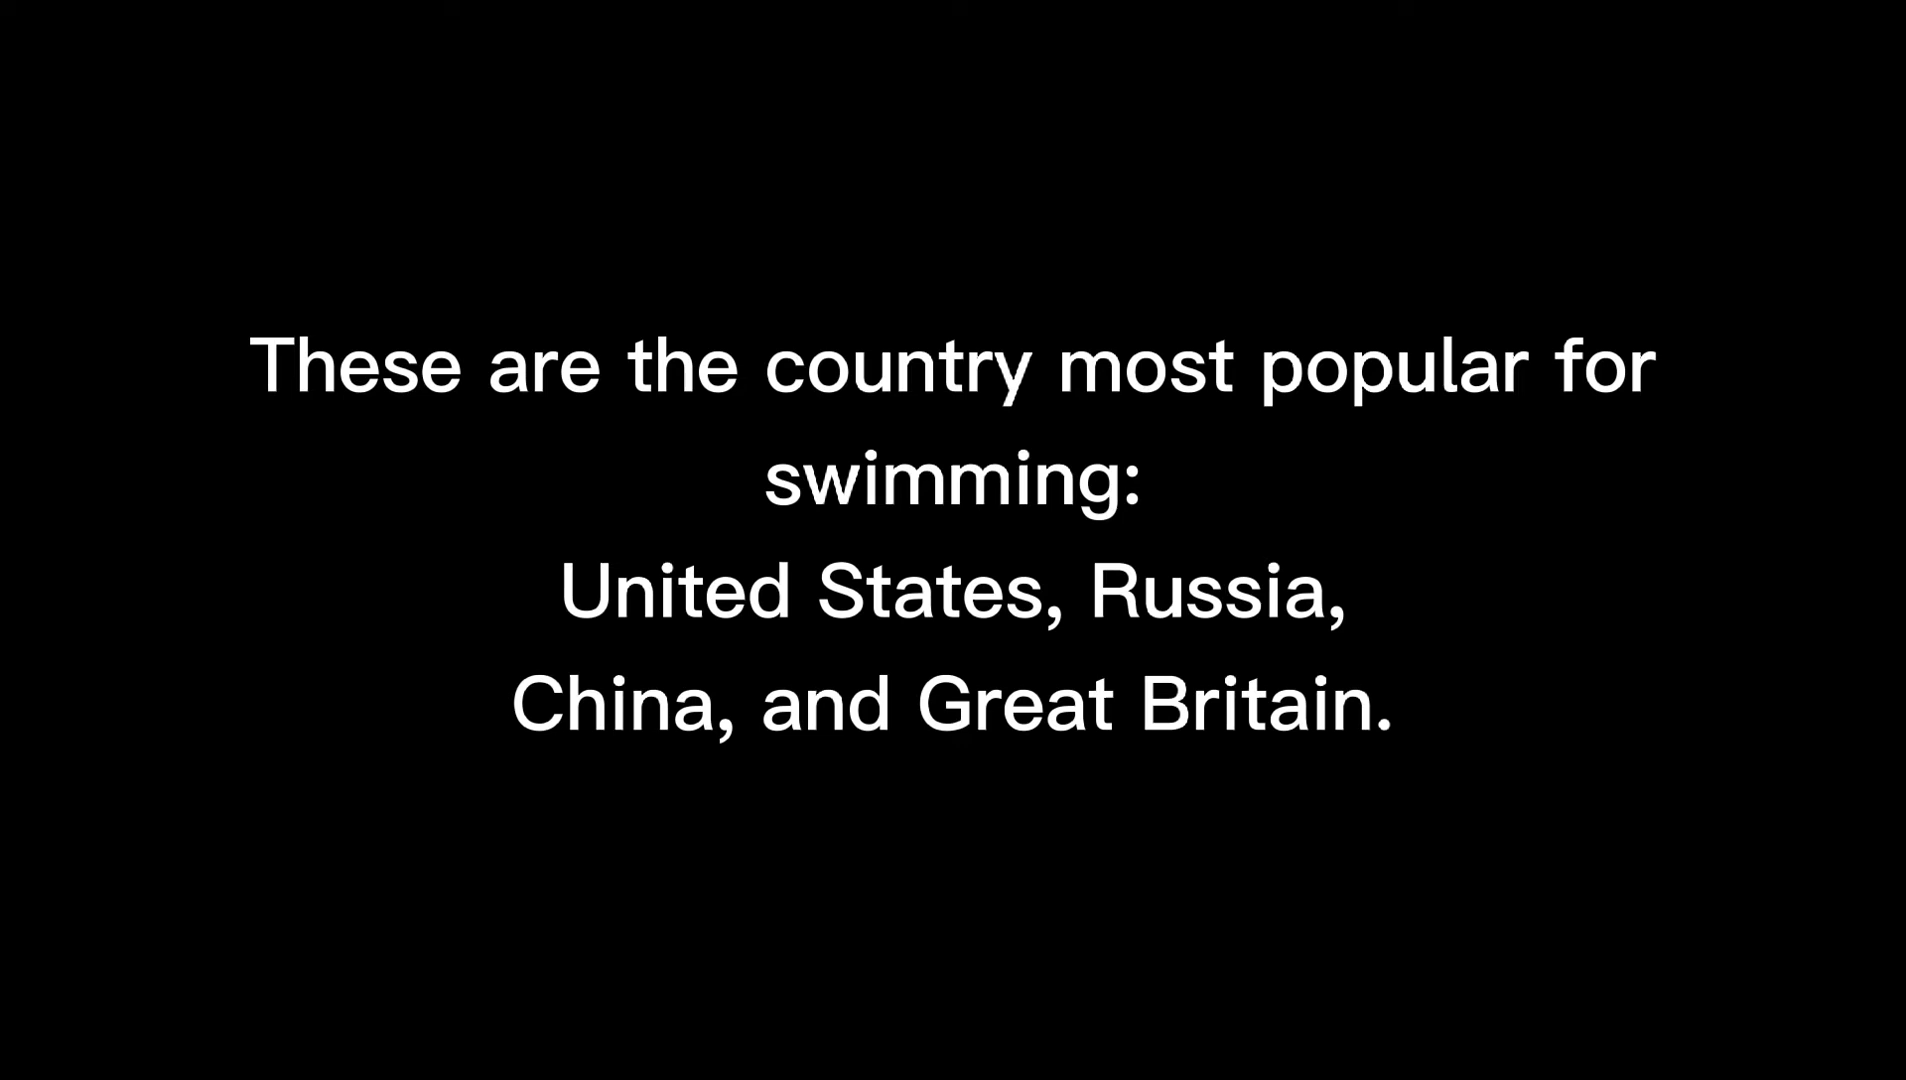 These are the country most popular for
swimming:
United States, Russia,
China, and Great Britain.